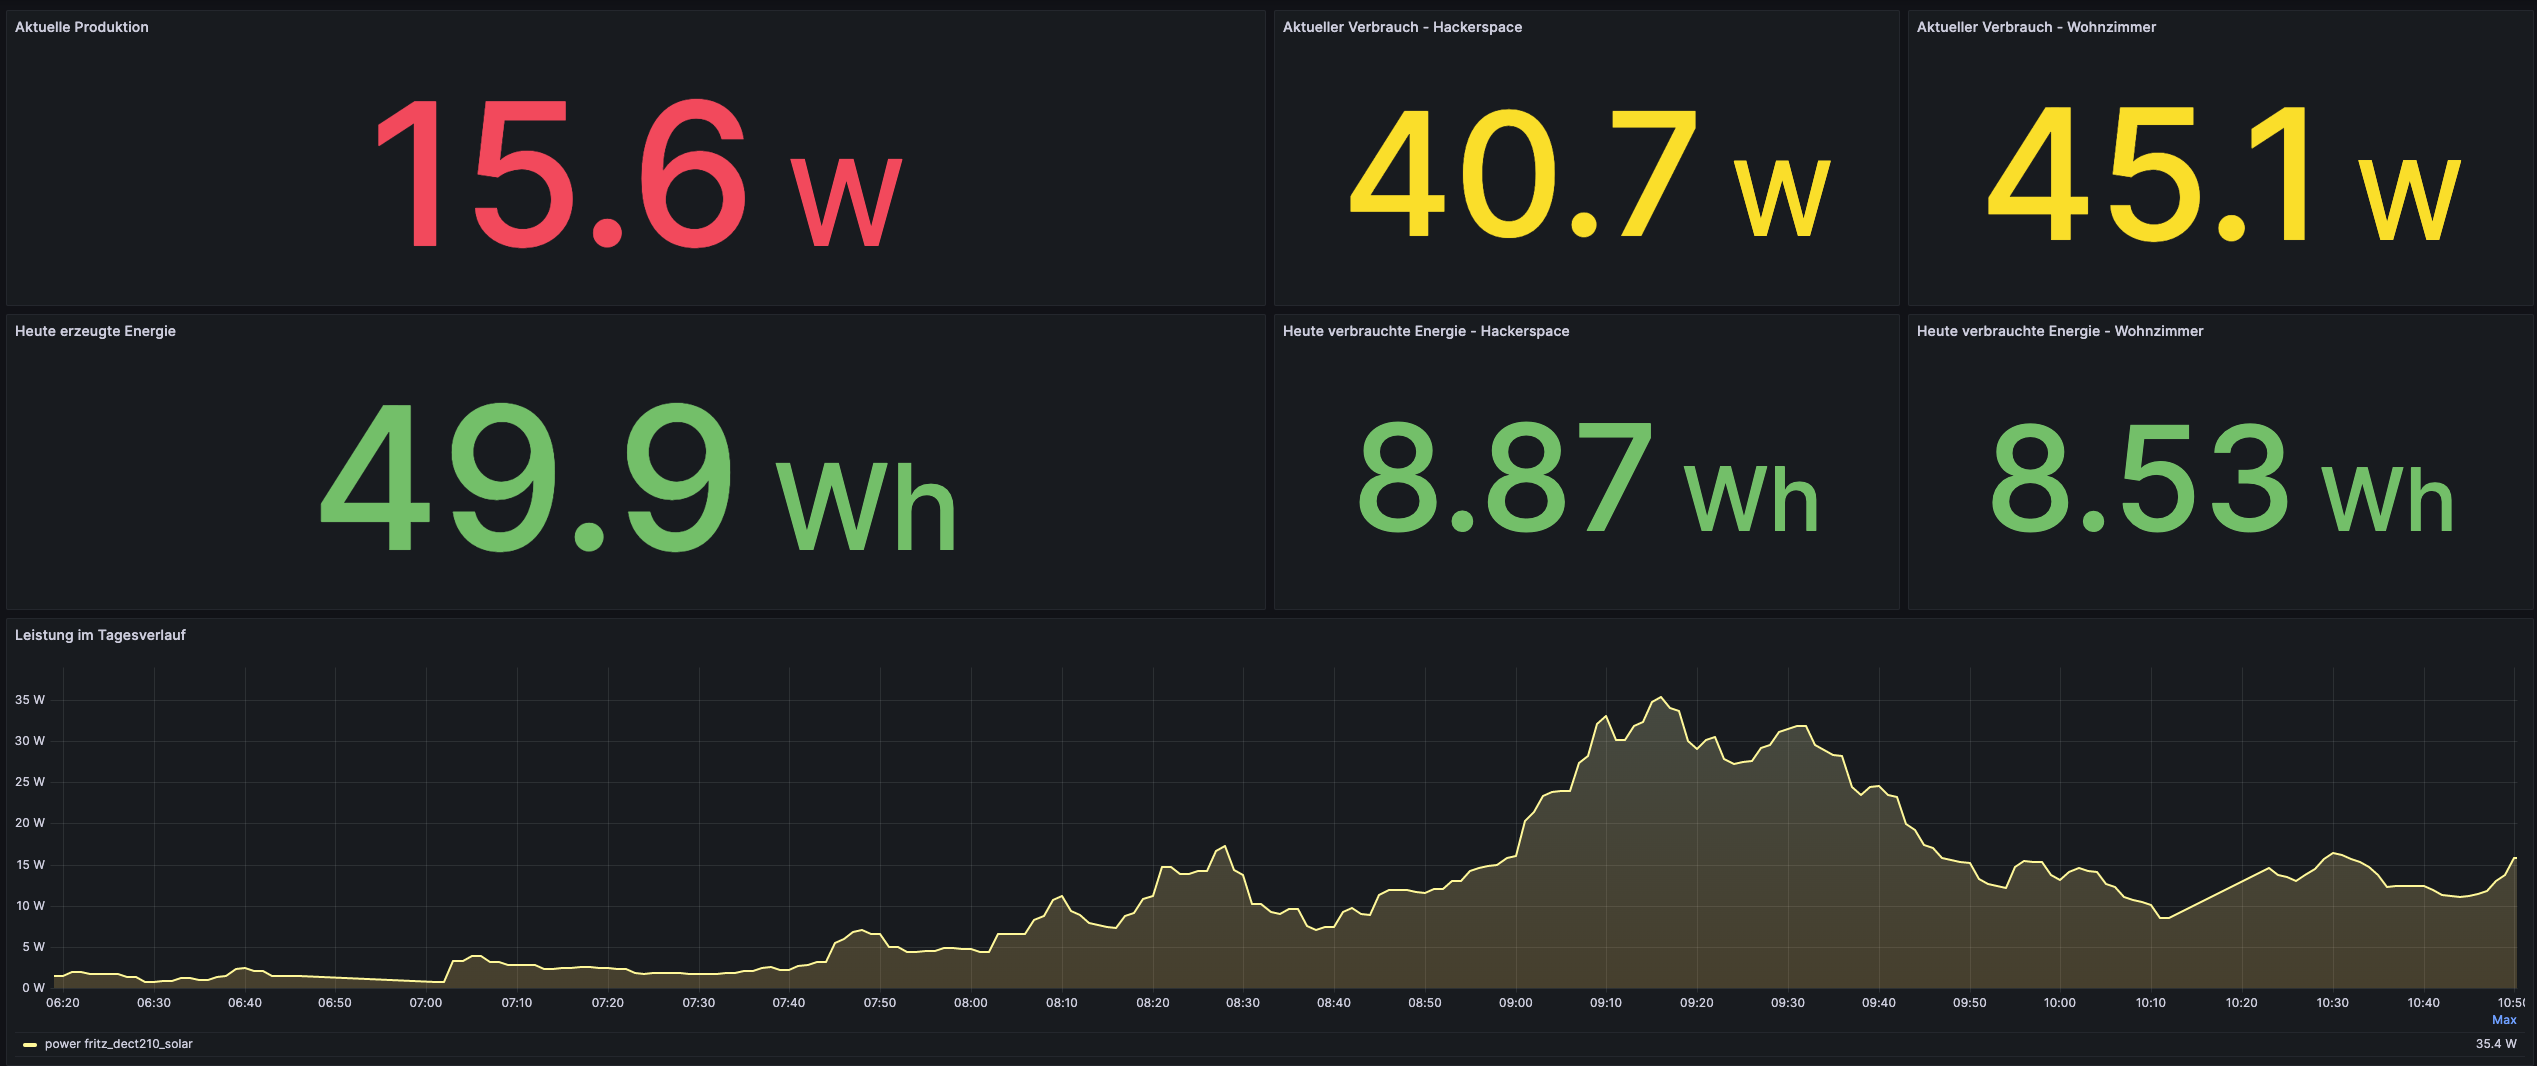 Aktuelle Produktion
15.6 W
Aktueller Verbrauch - Hackerspace
40.7 W
Aktueller Verbrauch - Wohnzimmer
45.1 W
Heute erzeugte Energie
49.9 Wh
Heute verbrauchte Energie - Hackerspace
8.87 Wh
Heute verbrauchte Energie - Wohnzimmer
8.53 Wh
Leistung im Tagesverlauf
35 W
30 W
25 W
20 W
15 W
10 W
5 W
0 W
06:20 06:30 06:40 06:50 07:00 07:10 07:20 07:30 07:40 07:50 08:00 08:10 08:20 08:30 08:40 08:50 09:00 09:10 09:20 09:30 09:40 09:50 10:00 10:10 10:20 10:30 10:40 10:50
Max
power fritz_dect210_solar 35.4 W